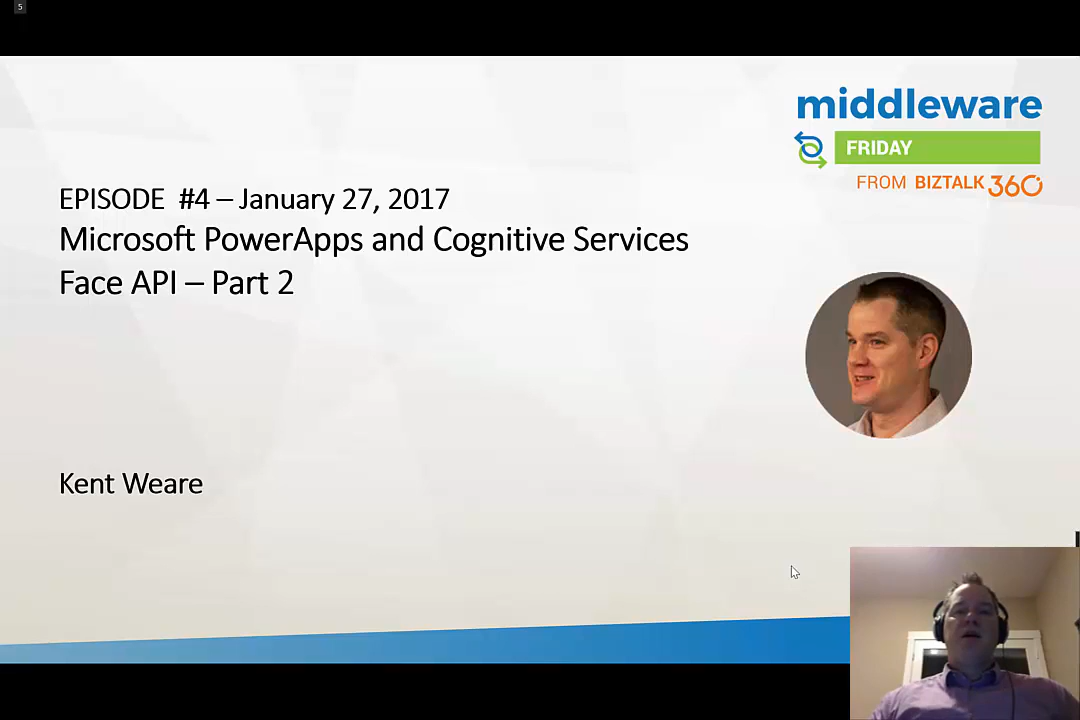 5
middleware
FRIDAY
FROM BIZTALK 360
EPISODE #4 – January 27, 2017
Microsoft PowerApps and Cognitive Services
Face API – Part 2
Kent Weare